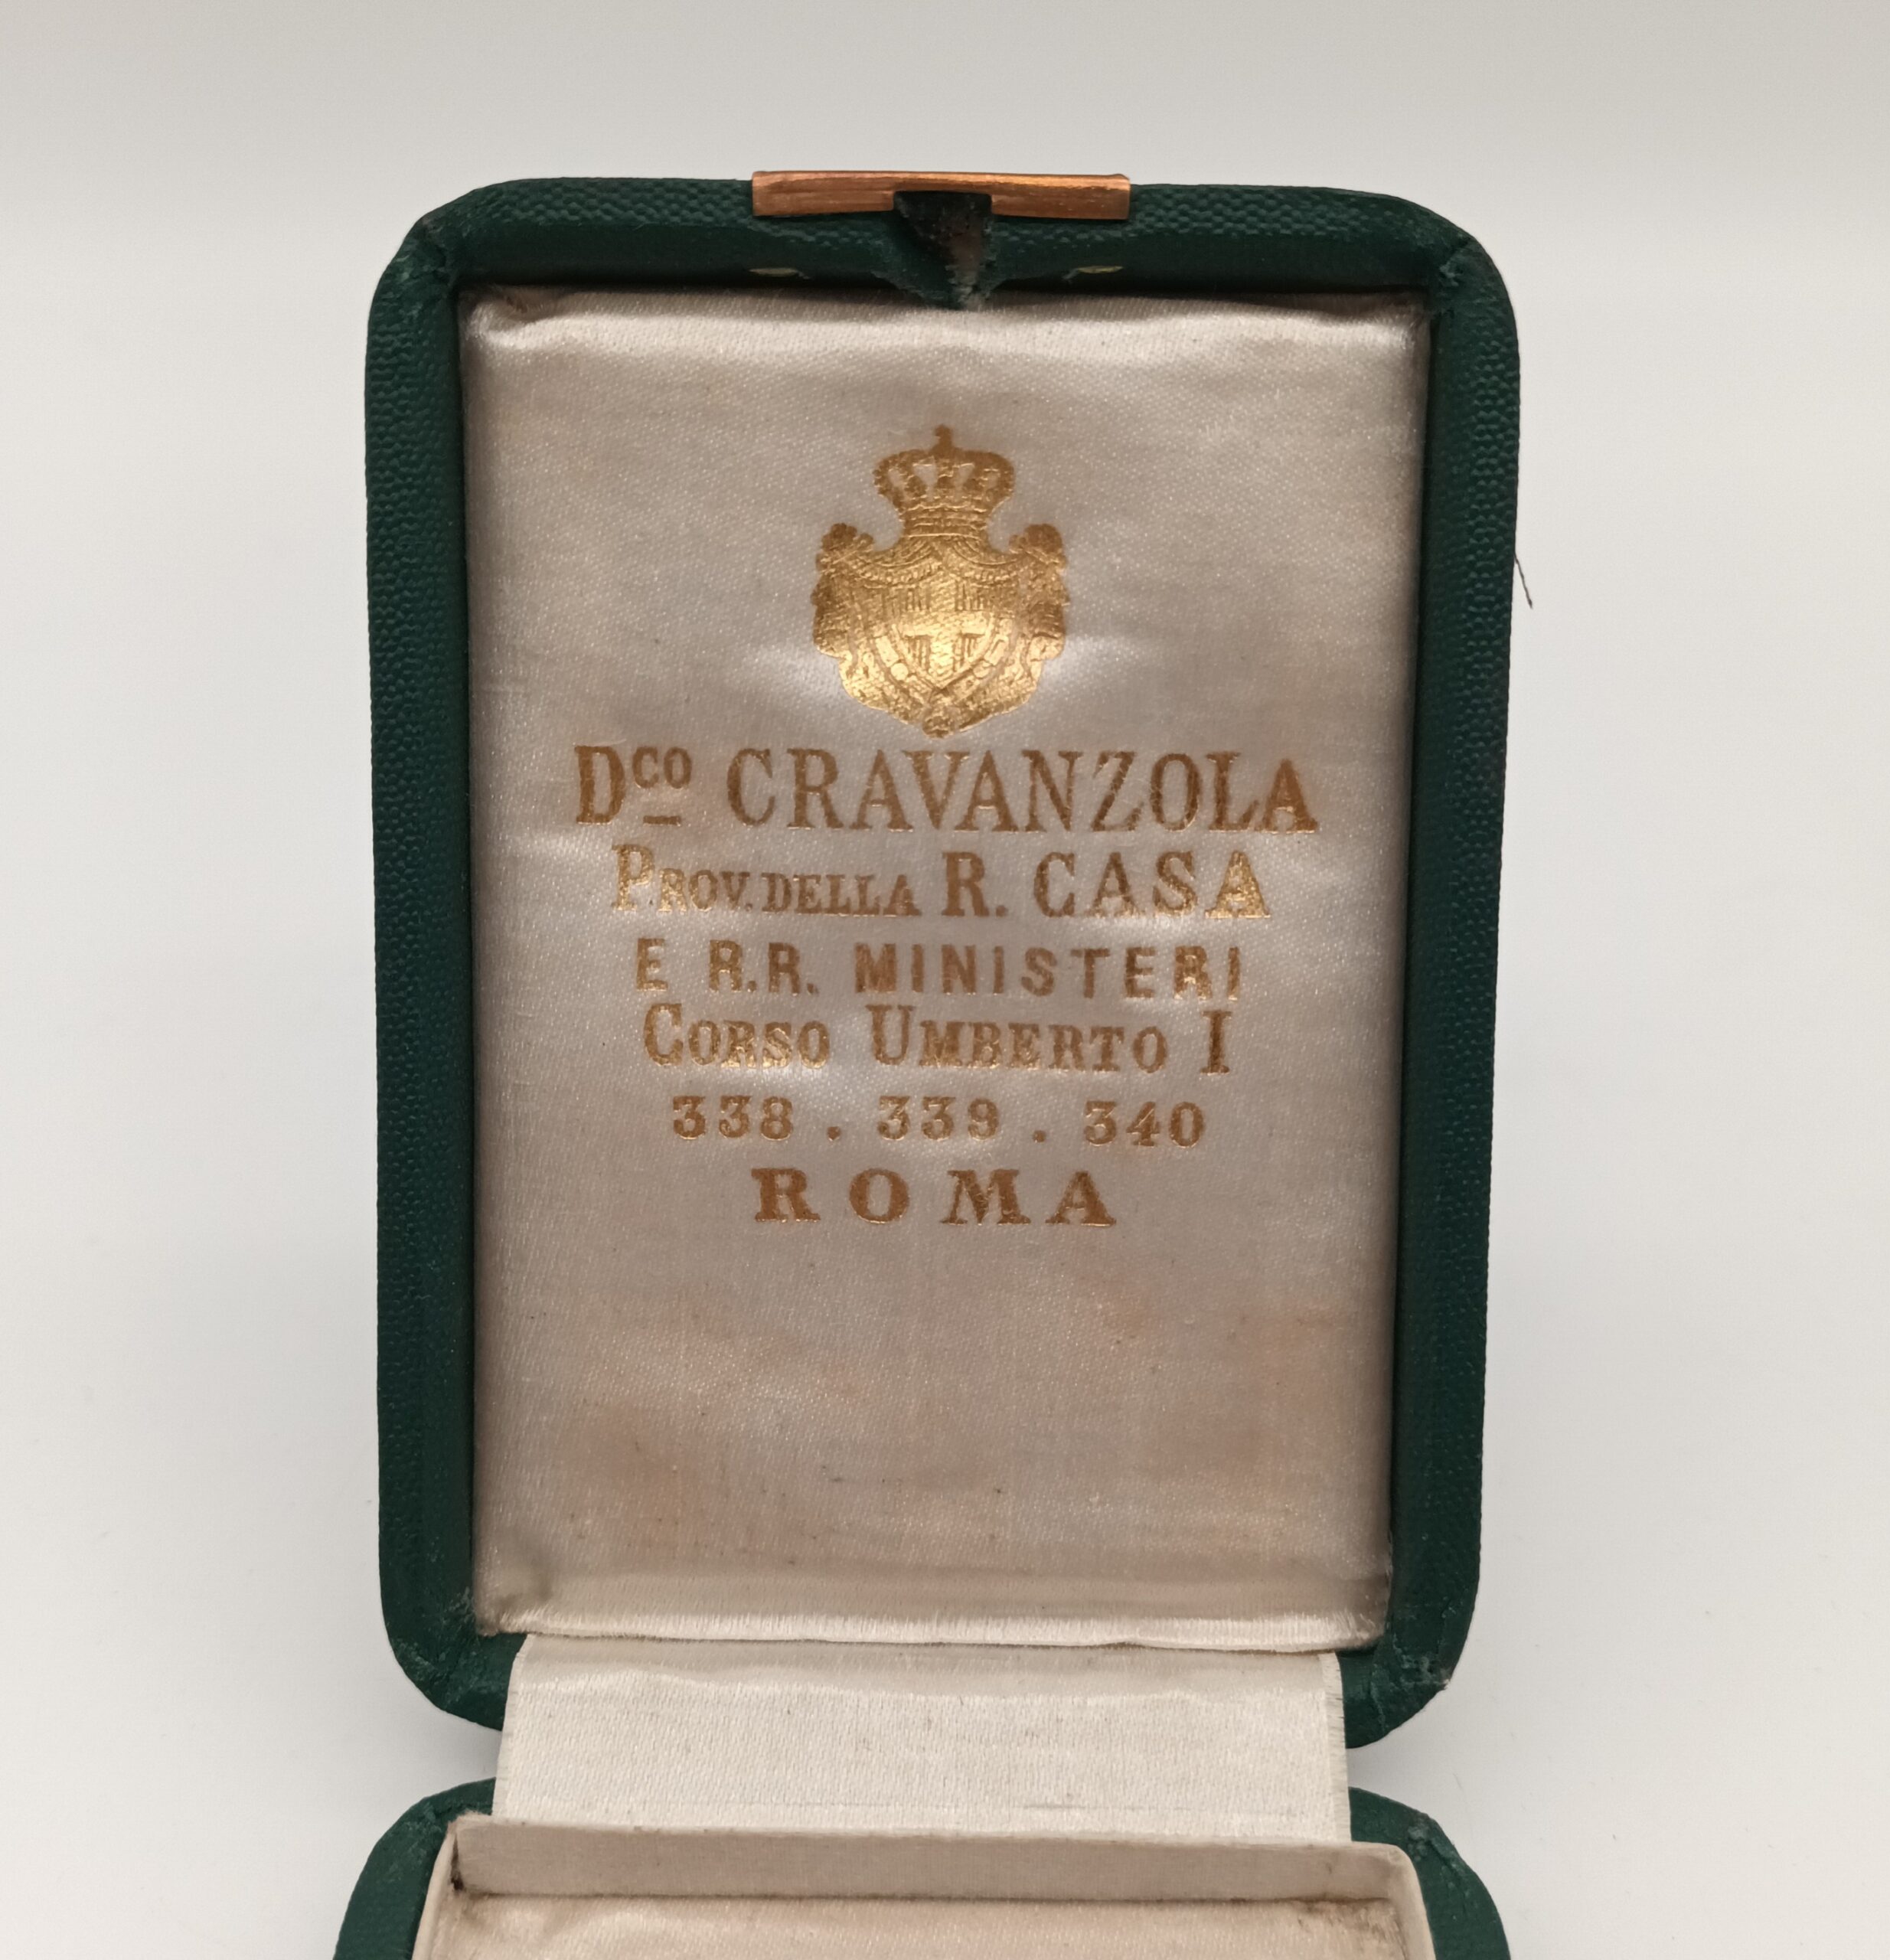 Dco CRAVANZOLA
PROV. DELLA R. CASA
E R.R. MINISTERI
CORSO UMBERTO I
338 . 339 . 340
ROMA